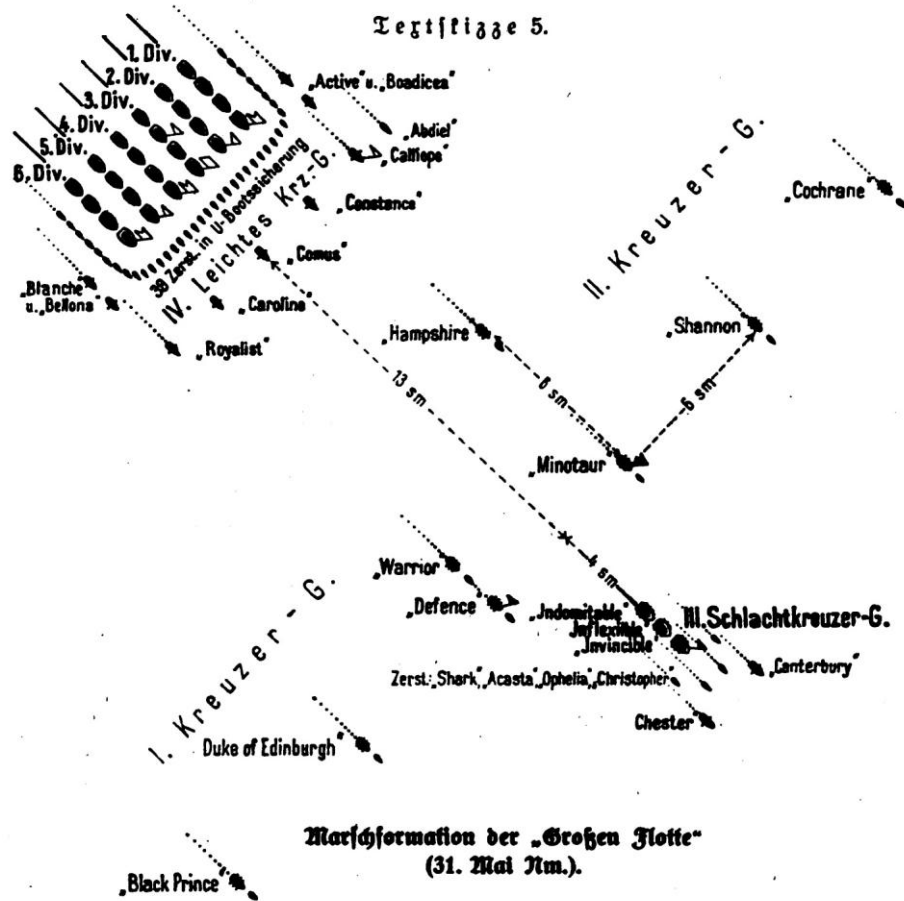 Textskizze 5.
1. Div.
2. Div.
3. Div.
4. Div.
5. Div.
6. Div.
„Active“ u. „Boadicea“
„Abdiel“
„Calliope“
„Constance“
„Comus“
„Caroline“
„Royalist“
„Blanche“
u. „Bellona“
38 Zerst. in U-Bootssicherung
IV. Leichtes Krz.-G.
II. Kreuzer-G.
„Cochrane“
„Shannon“
„Hampshire“
„Minotaur“
6 sm
6 sm
13 sm
4 sm
I. Kreuzer-G.
„Warrior“
„Defence“
„Indomitable“
„Inflexible“
„Invincible“
III. Schlachtkreuzer-G.
„Canterbury“
Zerst. „Shark“, „Acasta“, „Ophelia“, „Christopher“
Chester“
Duke of Edinburgh“
„Black Prince“
Marschformation der „Großen Flotte“
(31. Mai Nm.).